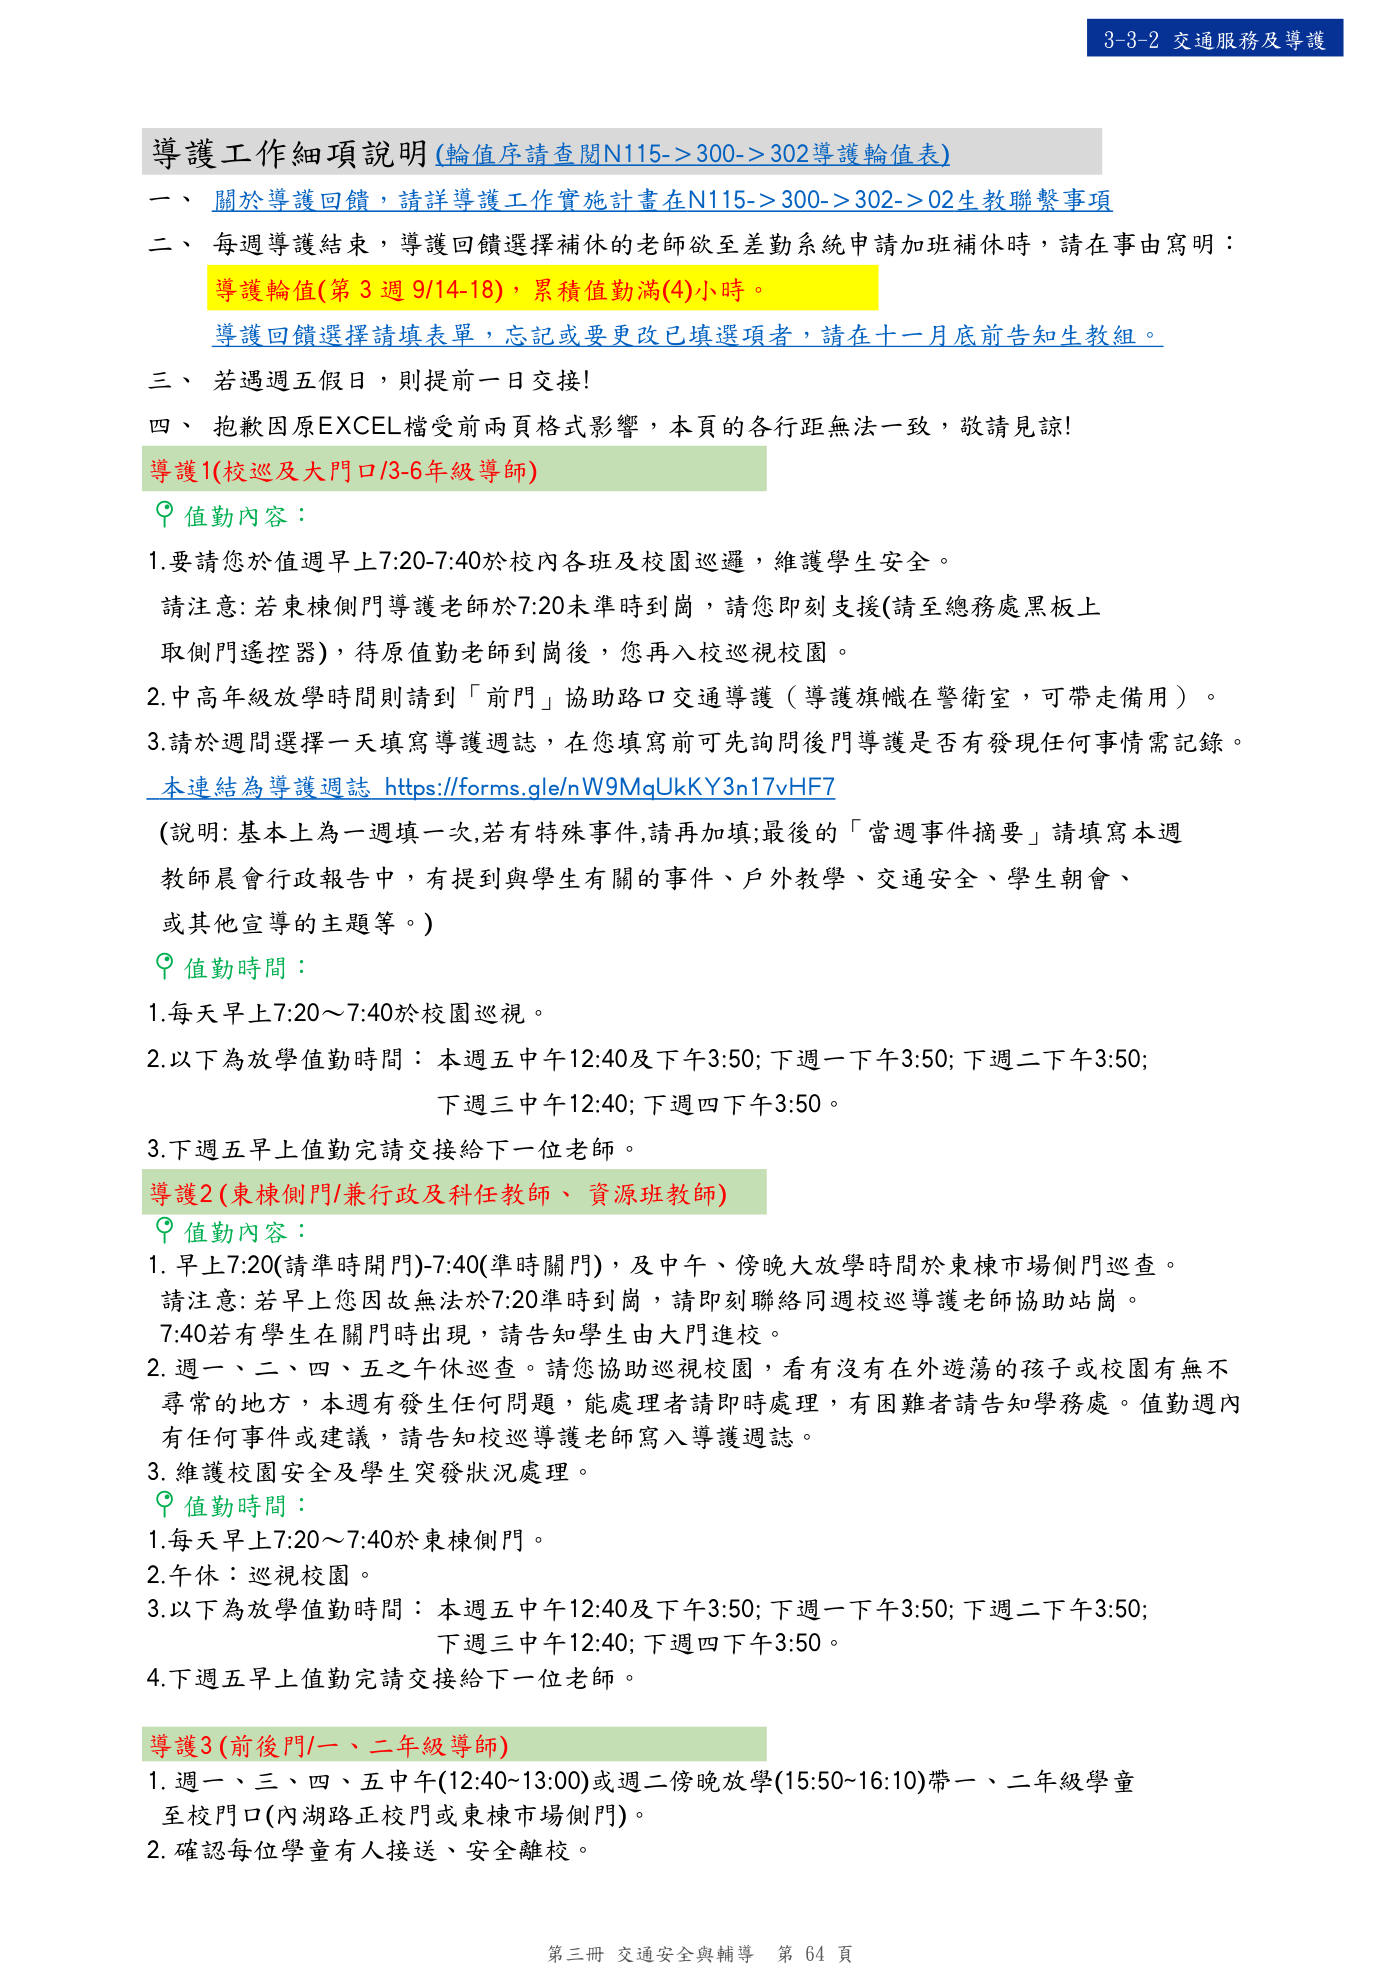 3-3-2 交通服務及導護
導護工作細項說明(輪值序請查閱N115->300->302導護輪值表)
一、 關於導護回饋，請詳導護工作實施計畫在N115->300->302->02生教聯繫事項
二、 每週導護結束，導護回饋選擇補休的老師欲至差勤系統申請加班補休時，請在事由寫明：
導護輪值(第 3 週 9/14-18)，累積值勤滿(4)小時。
導護回饋選擇請填表單，忘記或要更改已填選項者，請在十一月底前告知生教組。
三、 若遇週五假日，則提前一日交接!
四、 抱歉因原EXCEL檔受前兩頁格式影響，本頁的各行距無法一致，敬請見諒!
導護1(校巡及大門口/3-6年級導師)
值勤內容：
1.要請您於值週早上7:20-7:40於校內各班及校園巡邏，維護學生安全。
請注意: 若東棟側門導護老師於7:20未準時到崗，請您即刻支援(請至總務處黑板上
取側門遙控器)，待原值勤老師到崗後，您再入校巡視校園。
2.中高年級放學時間則請到「前門」協助路口交通導護（導護旗幟在警衛室，可帶走備用）。
3.請於週間選擇一天填寫導護週誌，在您填寫前可先詢問後門導護是否有發現任何事情需記錄。
本連結為導護週誌 https://forms.gle/nW9MqUkKY3n17vHF7
(說明: 基本上為一週填一次,若有特殊事件,請再加填;最後的「當週事件摘要」請填寫本週
教師晨會行政報告中，有提到與學生有關的事件、戶外教學、交通安全、學生朝會、
或其他宣導的主題等。)
值勤時間：
1.每天早上7:20～7:40於校園巡視。
2.以下為放學值勤時間： 本週五中午12:40及下午3:50; 下週一下午3:50; 下週二下午3:50;
下週三中午12:40; 下週四下午3:50。
3.下週五早上值勤完請交接給下一位老師。
導護2 (東棟側門/兼行政及科任教師、 資源班教師)
值勤內容：
1. 早上7:20(請準時開門)-7:40(準時關門)，及中午、傍晚大放學時間於東棟市場側門巡查。
請注意: 若早上您因故無法於7:20準時到崗，請即刻聯絡同週校巡導護老師協助站崗。
7:40若有學生在關門時出現，請告知學生由大門進校。
2. 週一、二、四、五之午休巡查。請您協助巡視校園，看有沒有在外遊蕩的孩子或校園有無不
尋常的地方，本週有發生任何問題，能處理者請即時處理，有困難者請告知學務處。值勤週內
有任何事件或建議，請告知校巡導護老師寫入導護週誌。
3. 維護校園安全及學生突發狀況處理。
值勤時間：
1.每天早上7:20～7:40於東棟側門。
2.午休：巡視校園。
3.以下為放學值勤時間： 本週五中午12:40及下午3:50; 下週一下午3:50; 下週二下午3:50;
下週三中午12:40; 下週四下午3:50。
4.下週五早上值勤完請交接給下一位老師。
導護3 (前後門/一、二年級導師)
1. 週一、三、四、五中午(12:40~13:00)或週二傍晚放學(15:50~16:10)帶一、二年級學童
至校門口(內湖路正校門或東棟市場側門)。
2. 確認每位學童有人接送、安全離校。
第三冊 交通安全與輔導 第 64 頁